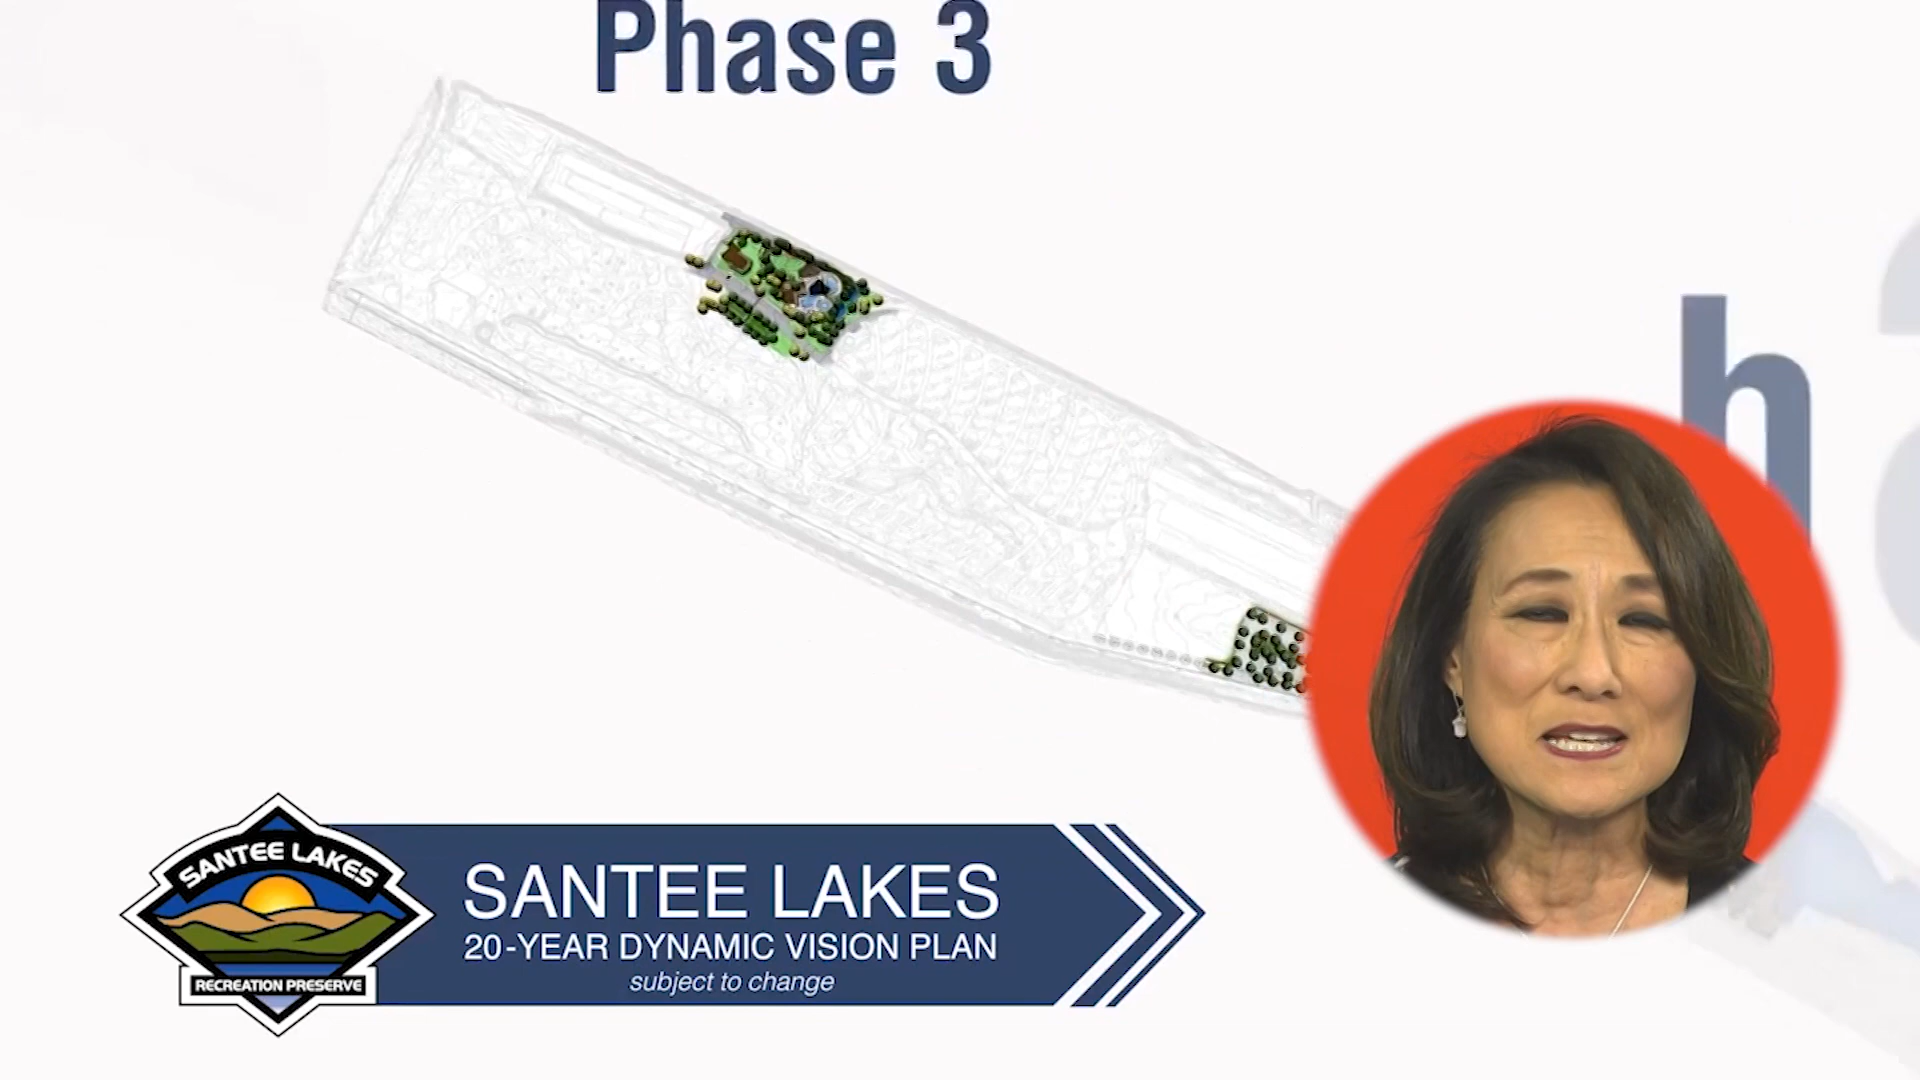 Phase 3
h
SANTEE LAKES
RECREATION PRESERVE
SANTEE LAKES
20-YEAR DYNAMIC VISION PLAN
subject to change